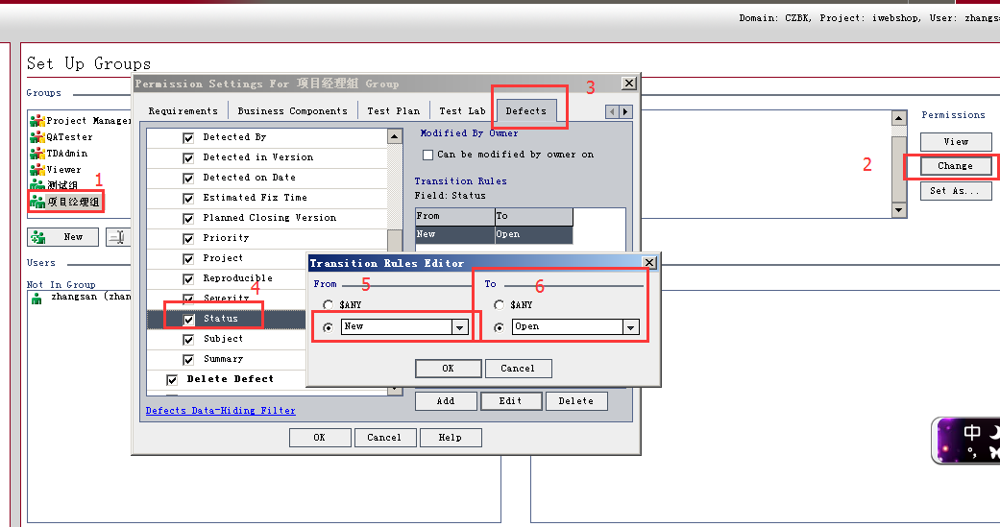 Domain: CZBK, Project: iwebshop, User: zhangsa
Set Up Groups
Groups
Project Manager
QATester
TDAdmin
Viewer
测试组
1
项目经理组
New
Users
Not In Group
zhangsan (zhan
Permission Settings For 项目经理组 Group
3
Requirements
Business Components
Test Plan
Test Lab
Defects
Detected By
Detected in Version
Detected on Date
Estimated Fix Time
Planned Closing Version
Priority
Project
Reproducible
4
Severity
Status
Subject
Summary
Delete Defect
Defects Data-Hiding Filter
Modified By Owner
Can be modified by owner on
Transition Rules
Field: Status
From To
New Open
Transition Rules Editor
From 5
$ANY
New
To 6
$ANY
Open
OK Cancel
Add Edit Delete
OK Cancel Help
Permissions
View
2
Change
Set As...
中